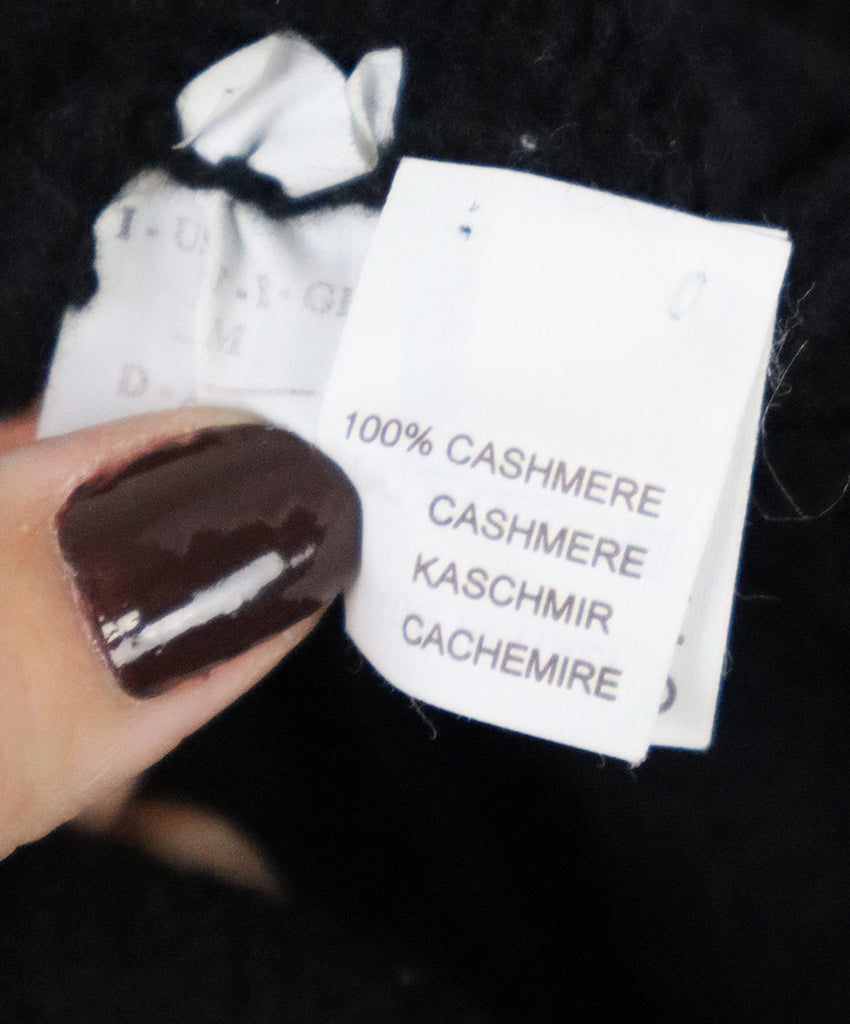 I - U
I - G
M
D -
100% CASHMERE
CASHMERE
KASCHMIR
CACHEMIRE